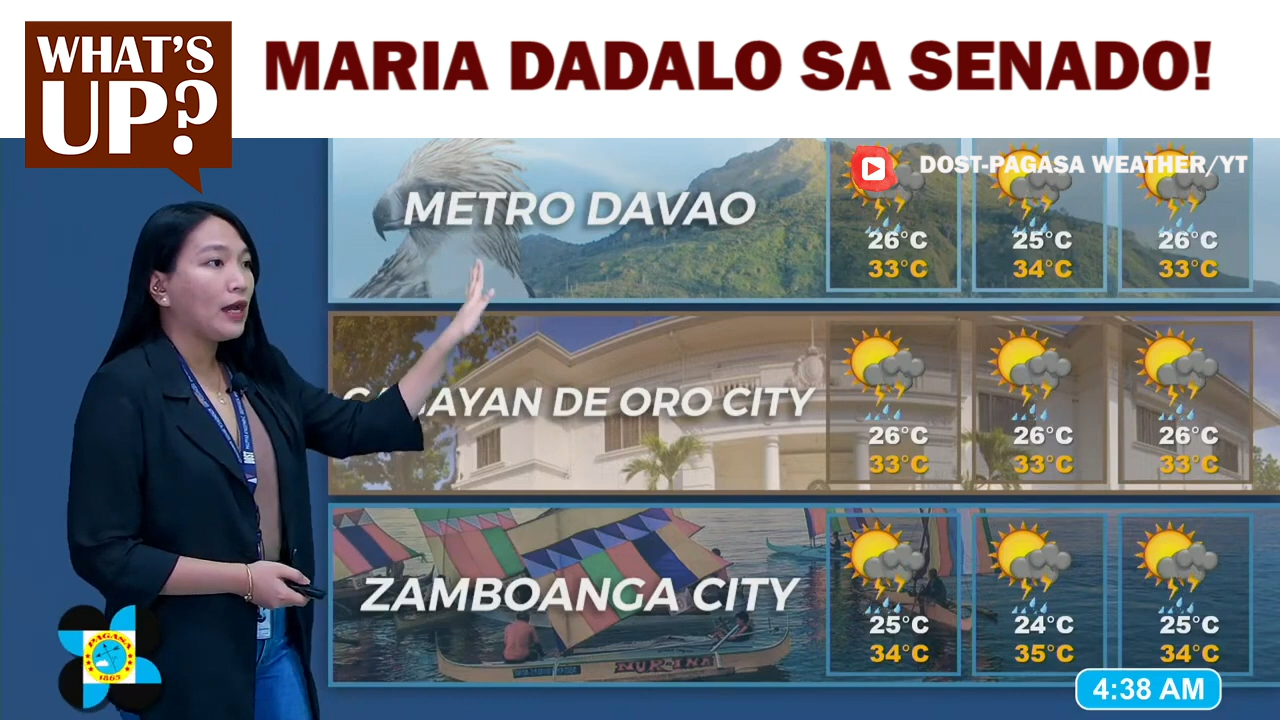 WHAT'S
UP?
MARIA DADALO SA SENADO!
DOST-PAGASA WEATHER/YT
METRO DAVAO
26°C
33°C
25°C
34°C
26°C
33°C
CAGAYAN DE ORO CITY
26°C
33°C
26°C
33°C
26°C
33°C
ZAMBOANGA CITY
25°C
34°C
24°C
35°C
25°C
34°C
DOST
PAGASA
1865
4:38 AM